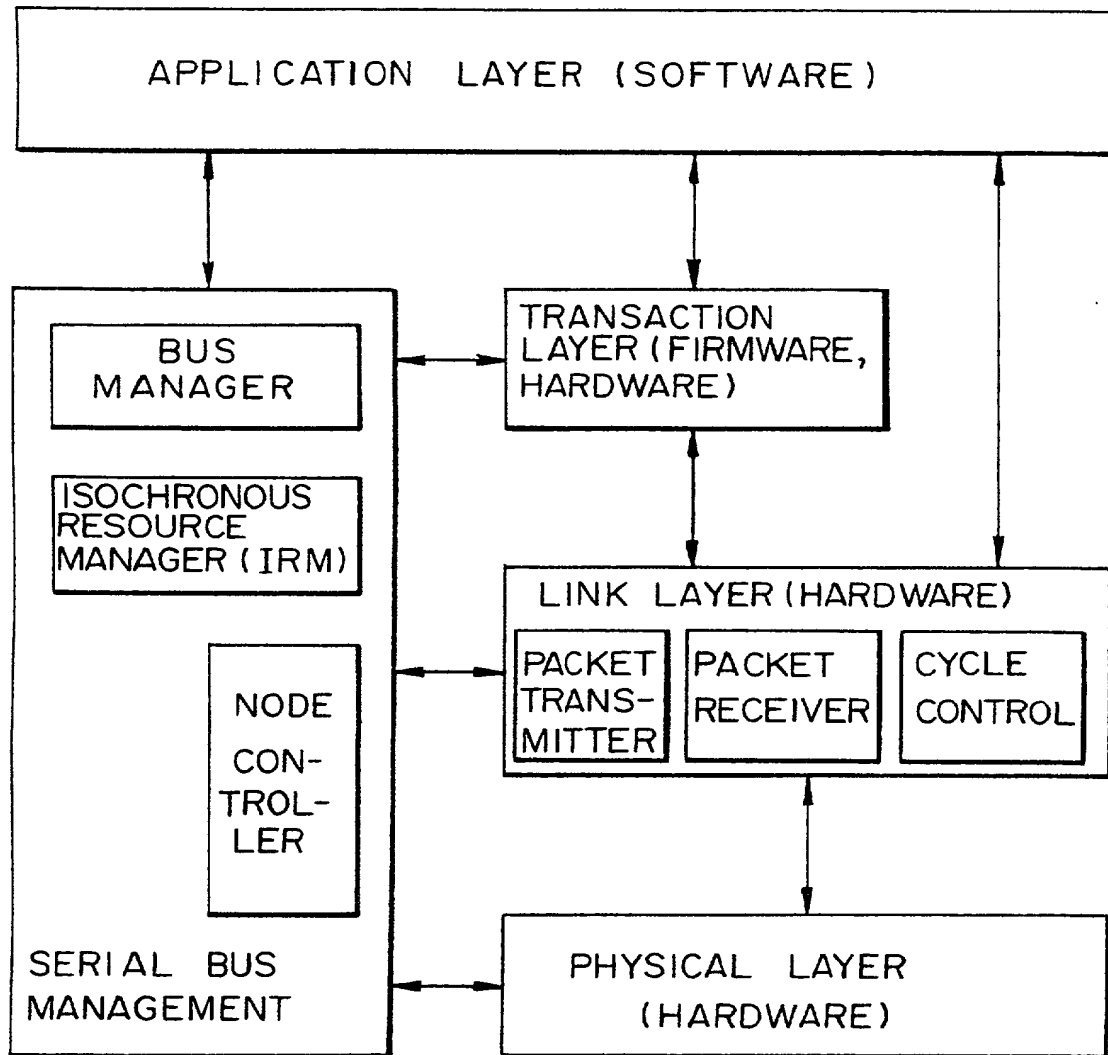 APPLICATION LAYER (SOFTWARE)
BUS
MANAGER
ISOCHRONOUS
RESOURCE
MANAGER (IRM)
NODE
CON-
TROL-
LER
SERIAL BUS
MANAGEMENT
TRANSACTION
LAYER (FIRMWARE,
HARDWARE)
LINK LAYER (HARDWARE)
PACKET
TRANS-
MITTER
PACKET
RECEIVER
CYCLE
CONTROL
PHYSICAL LAYER
(HARDWARE)